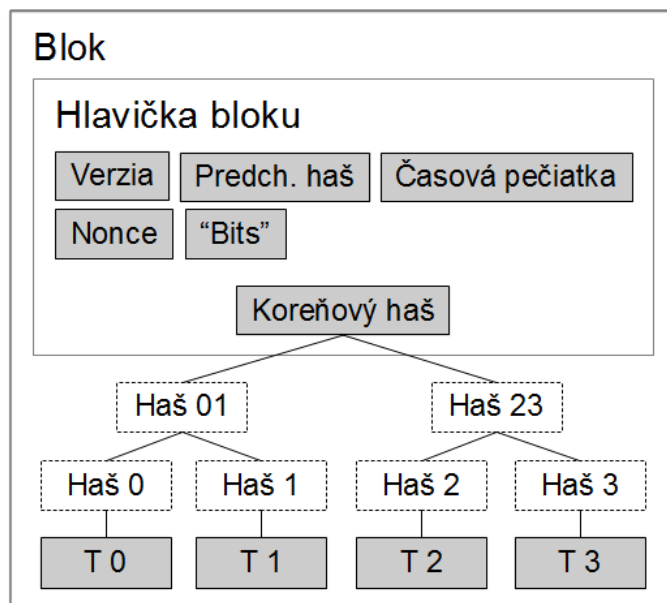 Blok
Hlavička bloku
Verzia Predch. haš Časová pečiatka
Nonce “Bits”
Koreňový haš
Haš 01 Haš 23
Haš 0 Haš 1 Haš 2 Haš 3
T 0 T 1 T 2 T 3